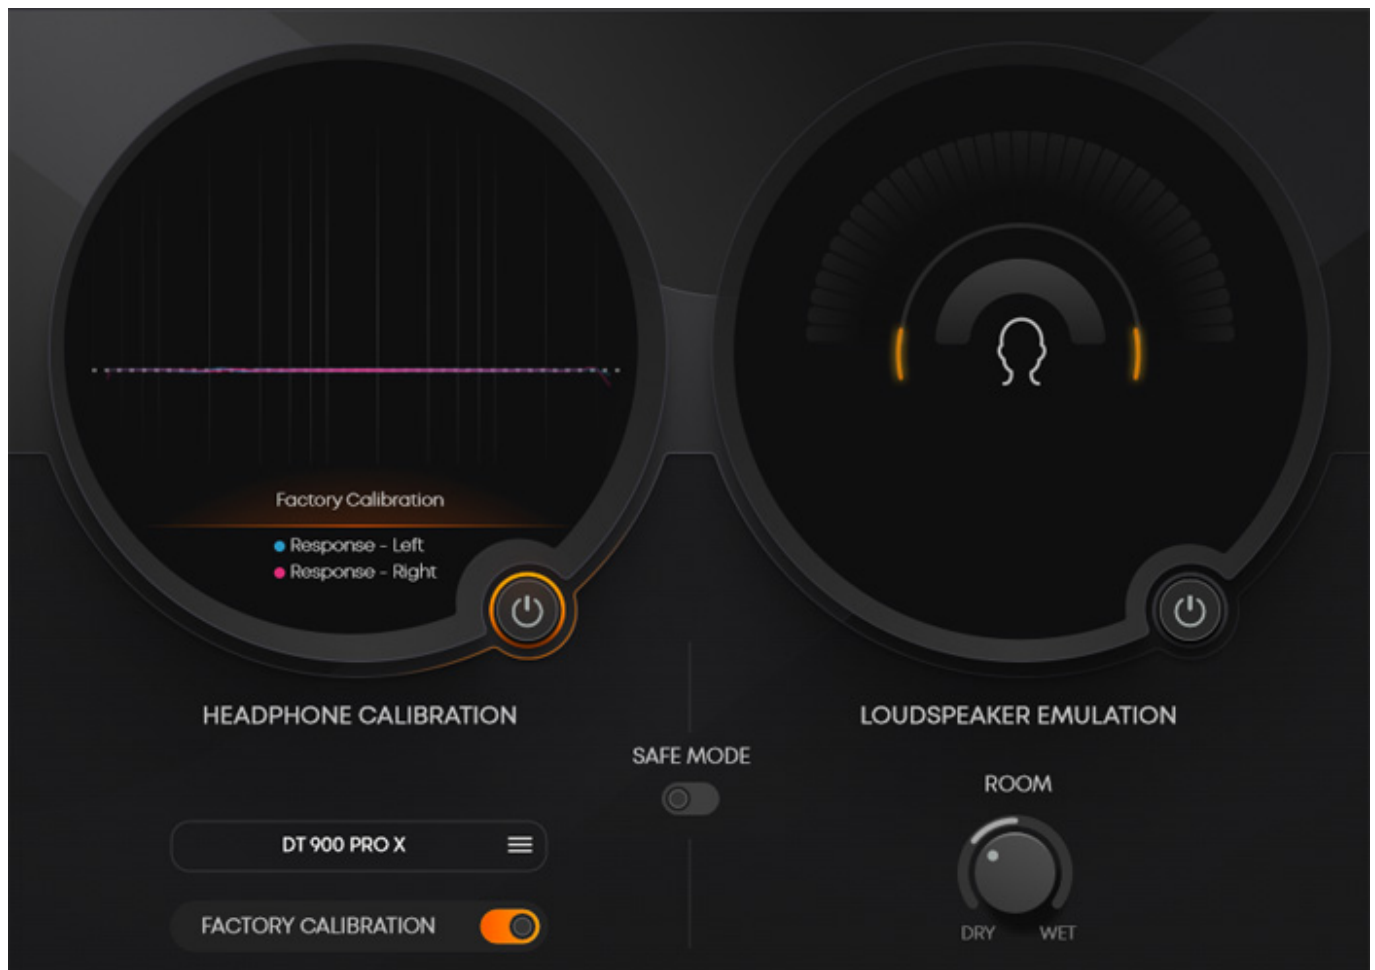 Factory Calibration
Response - Left
Response - Right
HEADPHONE CALIBRATION
LOUDSPEAKER EMULATION
SAFE MODE
ROOM
DT 900 PRO X
FACTORY CALIBRATION
DRY WET